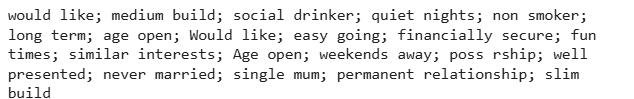 would like; medium build; social drinker; quiet nights; non smoker;
long term; age open; Would like; easy going; financially secure; fun
times; similar interests; Age open; weekends away; poss rship; well
presented; never married; single mum; permanent relationship; slim
build